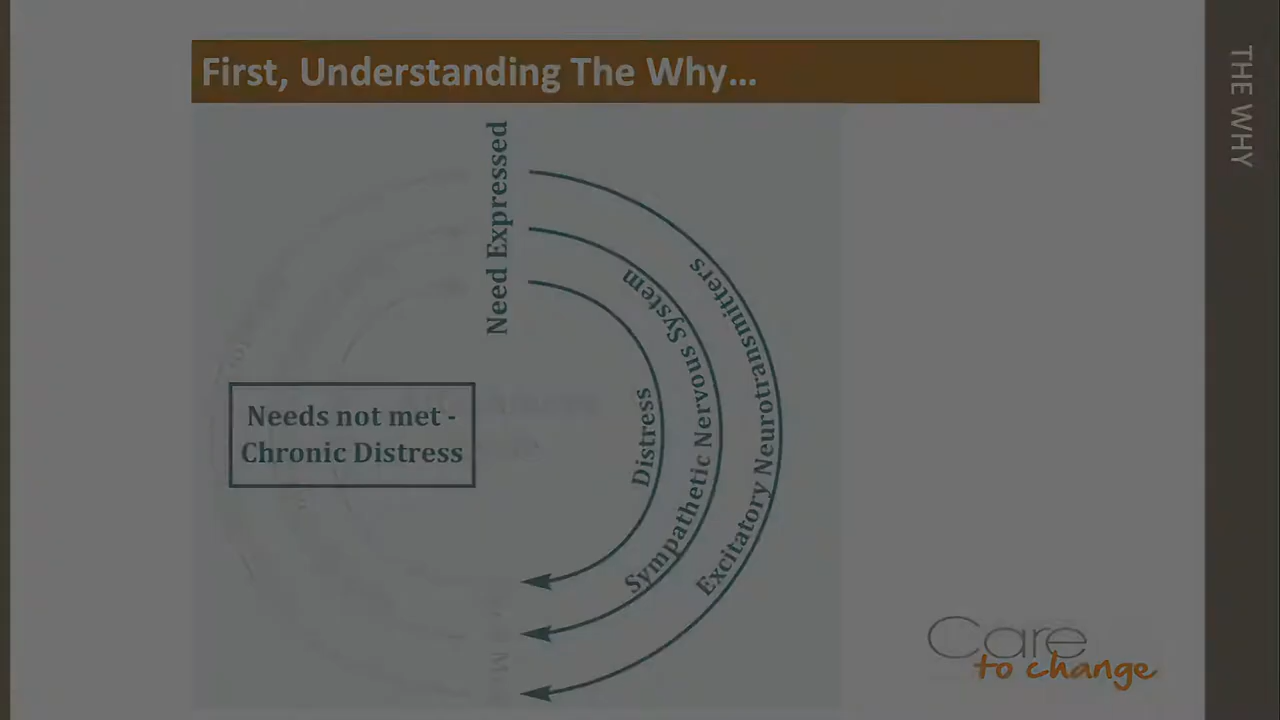 First, Understanding The Why...
THE WHY
Need Expressed
Excitatory Neurotransmitters
Sympathetic Nervous System
Distress
Needs not met -
Chronic Distress
Care
to change